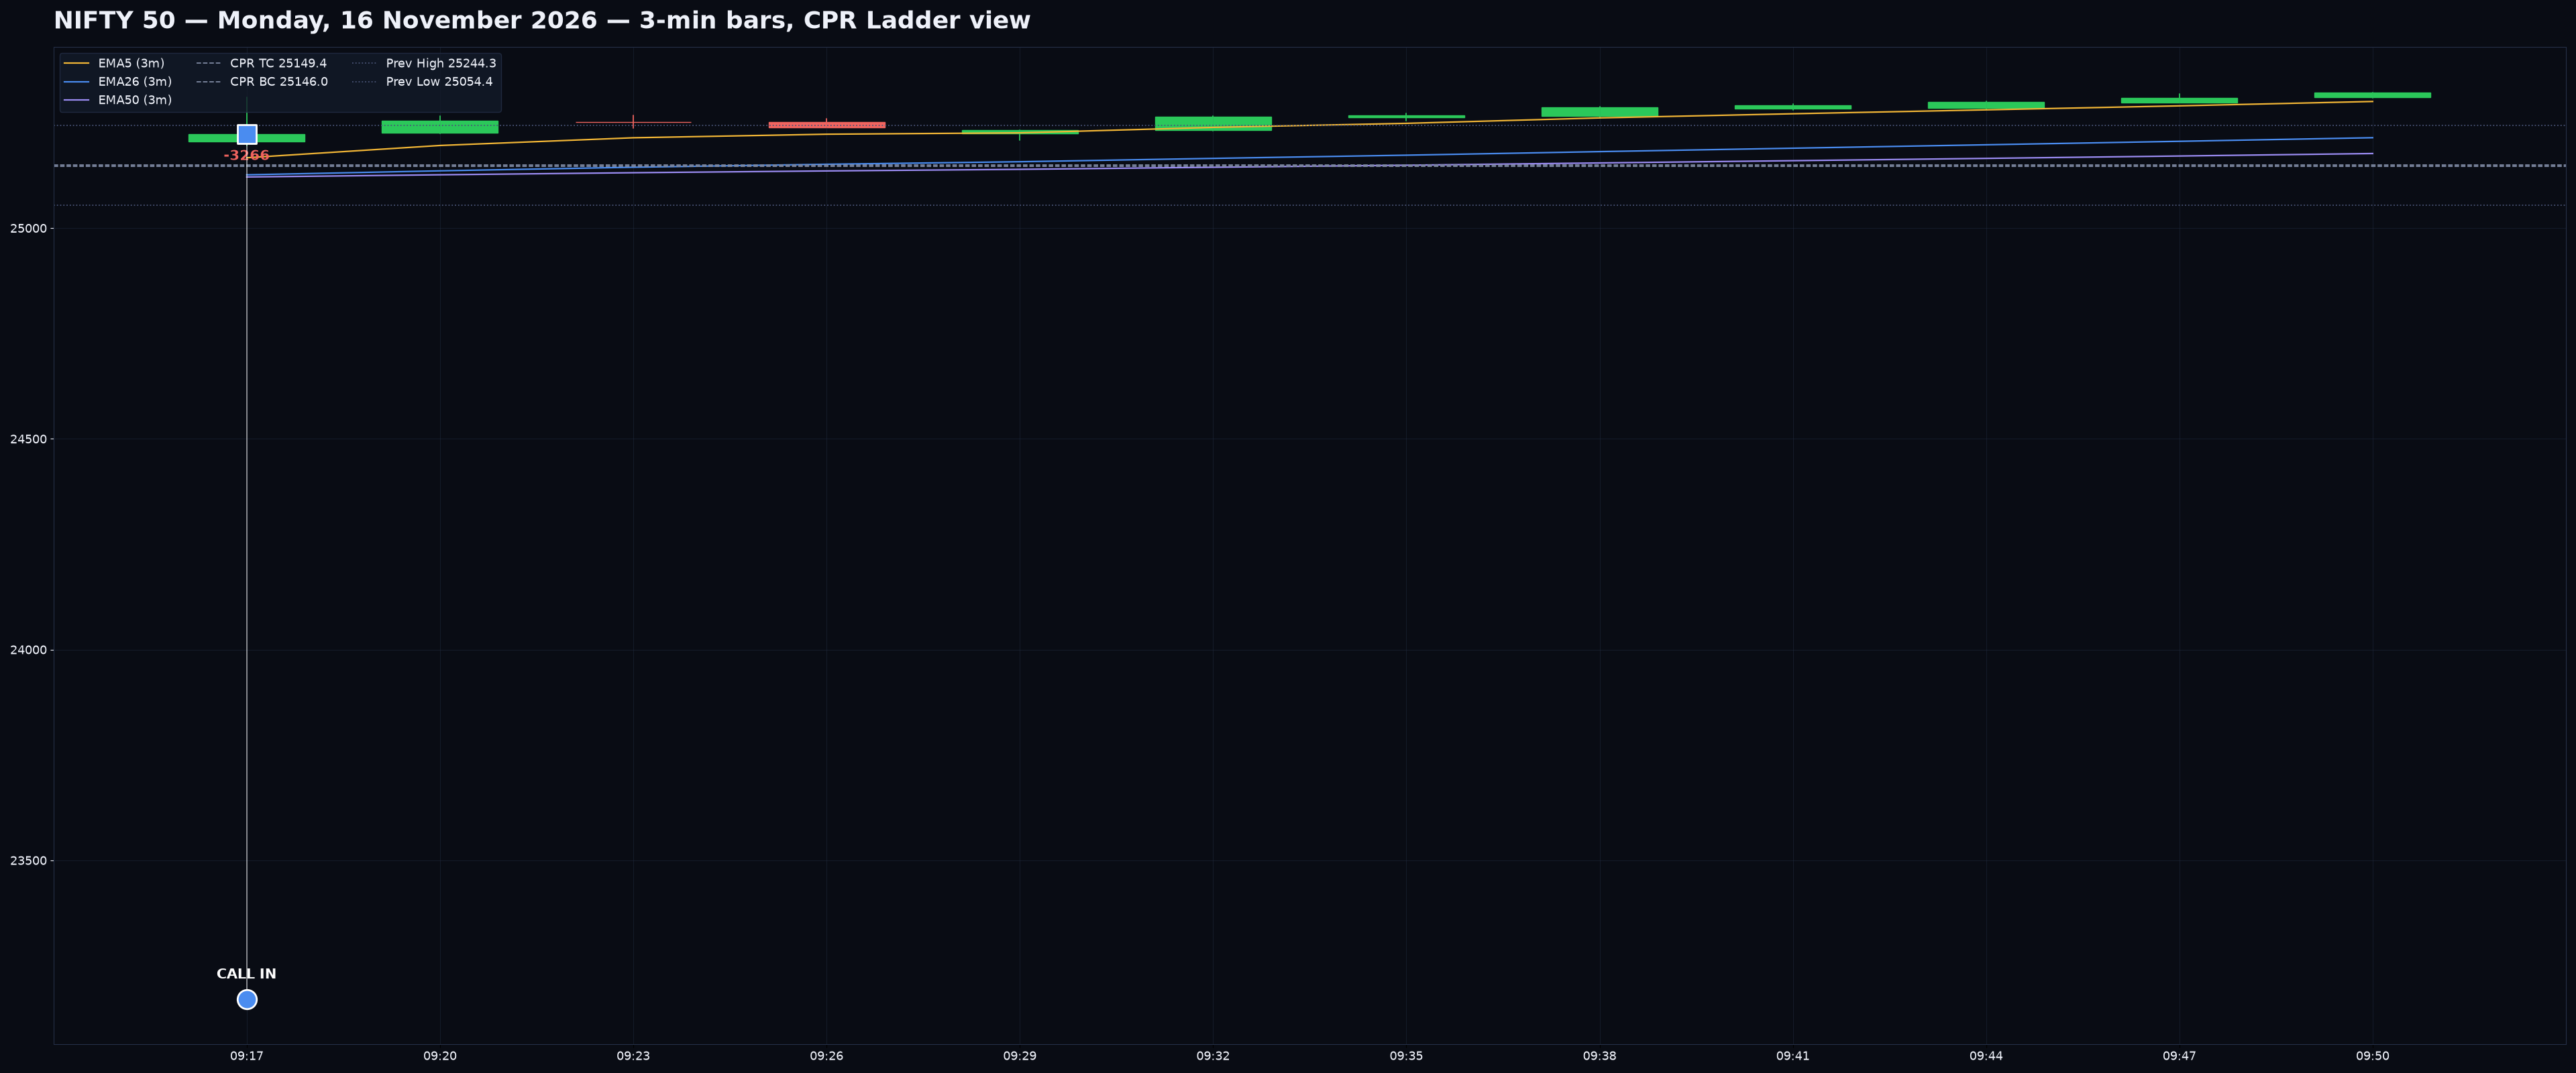 NIFTY 50 — Monday, 16 November 2026 — 3-min bars, CPR Ladder view
EMA5 (3m)
EMA26 (3m)
EMA50 (3m)
CPR TC 25149.4
CPR BC 25146.0
Prev High 25244.3
Prev Low 25054.4
-3266
25000
24500
24000
23500
CALL IN
09:17 09:20 09:23 09:26 09:29 09:32 09:35 09:38 09:41 09:44 09:47 09:50